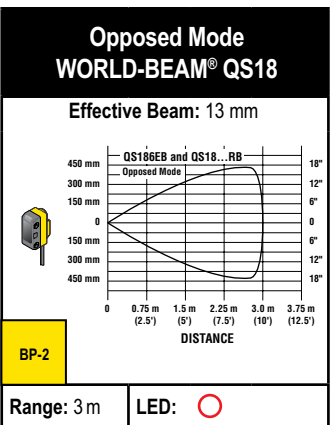 Opposed Mode
WORLD-BEAM® QS18
Effective Beam: 13 mm
QS186EB and QS18...RB
Opposed Mode
450 mm 18"
300 mm 12"
150 mm 6"
0 0
150 mm 6"
300 mm 12"
450 mm 18"
0 0.75 m 1.5 m 2.25 m 3.0 m 3.75 m
(2.5') (5') (7.5') (10') (12.5')
DISTANCE
BP-2
Range: 3 m LED: